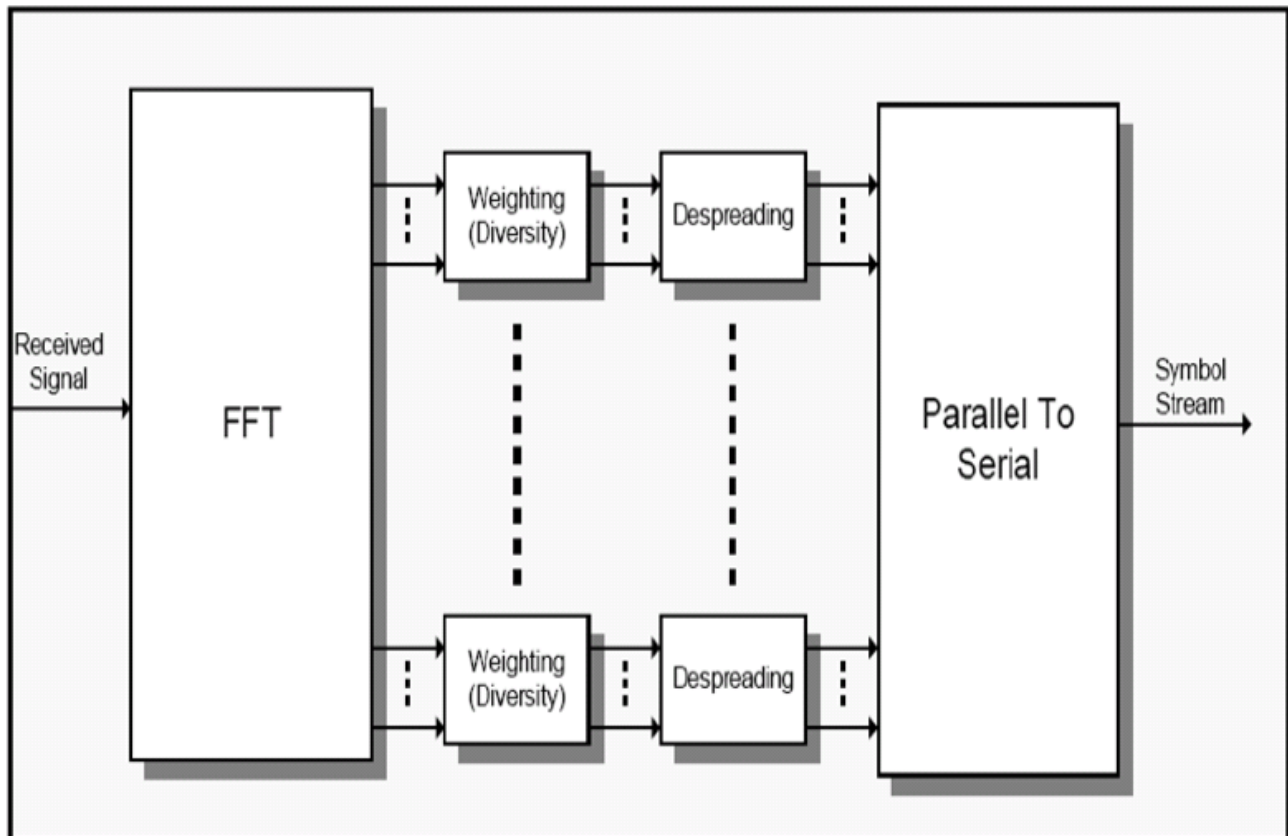 Received
Signal
FFT
Weighting
(Diversity)
Despreading
Weighting
(Diversity)
Despreading
Parallel To
Serial
Symbol
Stream